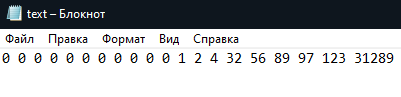 text – Блокнот
Файл Правка Формат Вид Справка
0 0 0 0 0 0 0 0 0 0 0 0 1 2 4 32 56 89 97 123 31289